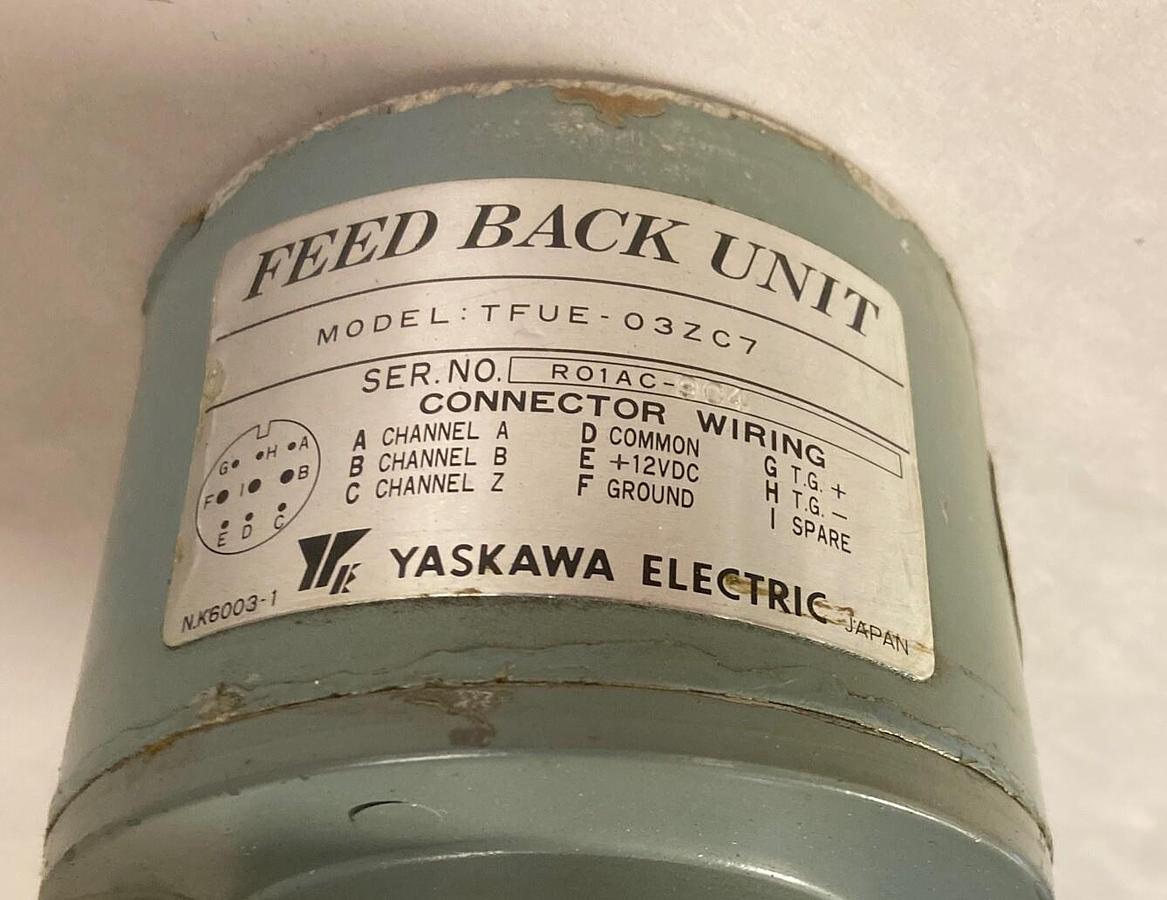 FEED BACK UNIT
MODEL: TFUE-03ZC7
SER.NO. R01AC-
CONNECTOR WIRING
A CHANNEL A D COMMON G T.G. +
B CHANNEL B E +12VDC H T.G. −
C CHANNEL Z F GROUND I SPARE
G H A
F I B
E D C
YASKAWA ELECTRIC
N.K6003-1 JAPAN